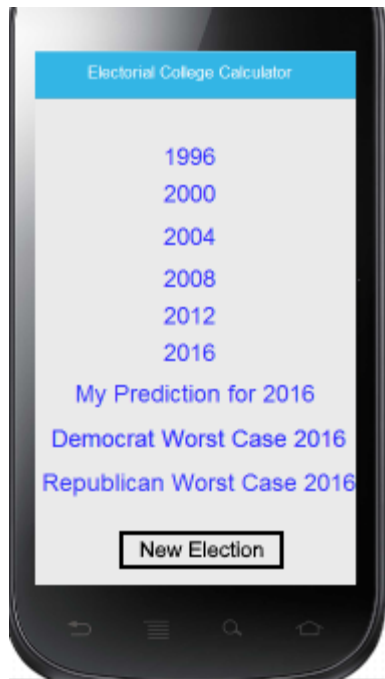 Electorial College Calculator
1996
2000
2004
2008
2012
2016
My Prediction for 2016
Democrat Worst Case 2016
Republican Worst Case 2016
New Election